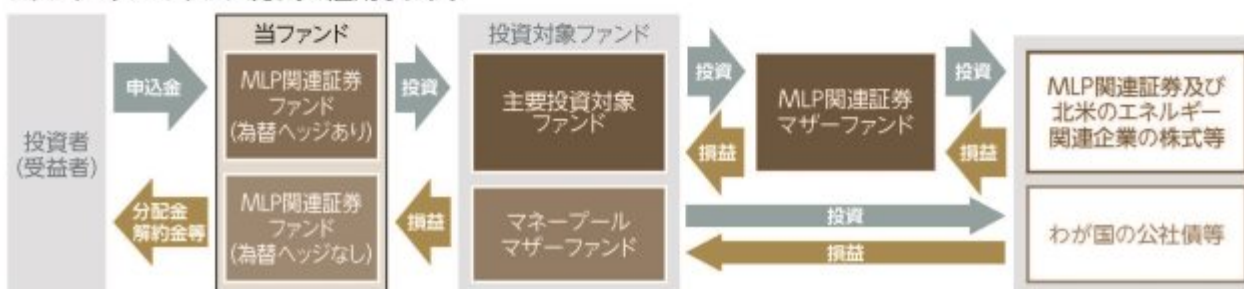 投資者
(受益者)
申込金
分配金
解約金等
当ファンド
MLP関連証券
ファンド
(為替ヘッジあり)
MLP関連証券
ファンド
(為替ヘッジなし)
投資
損益
投資対象ファンド
主要投資対象
ファンド
マネープール
マザーファンド
投資
損益
MLP関連証券
マザーファンド
投資
損益
投資
損益
MLP関連証券及び
北米のエネルギー
関連企業の株式等
わが国の公社債等